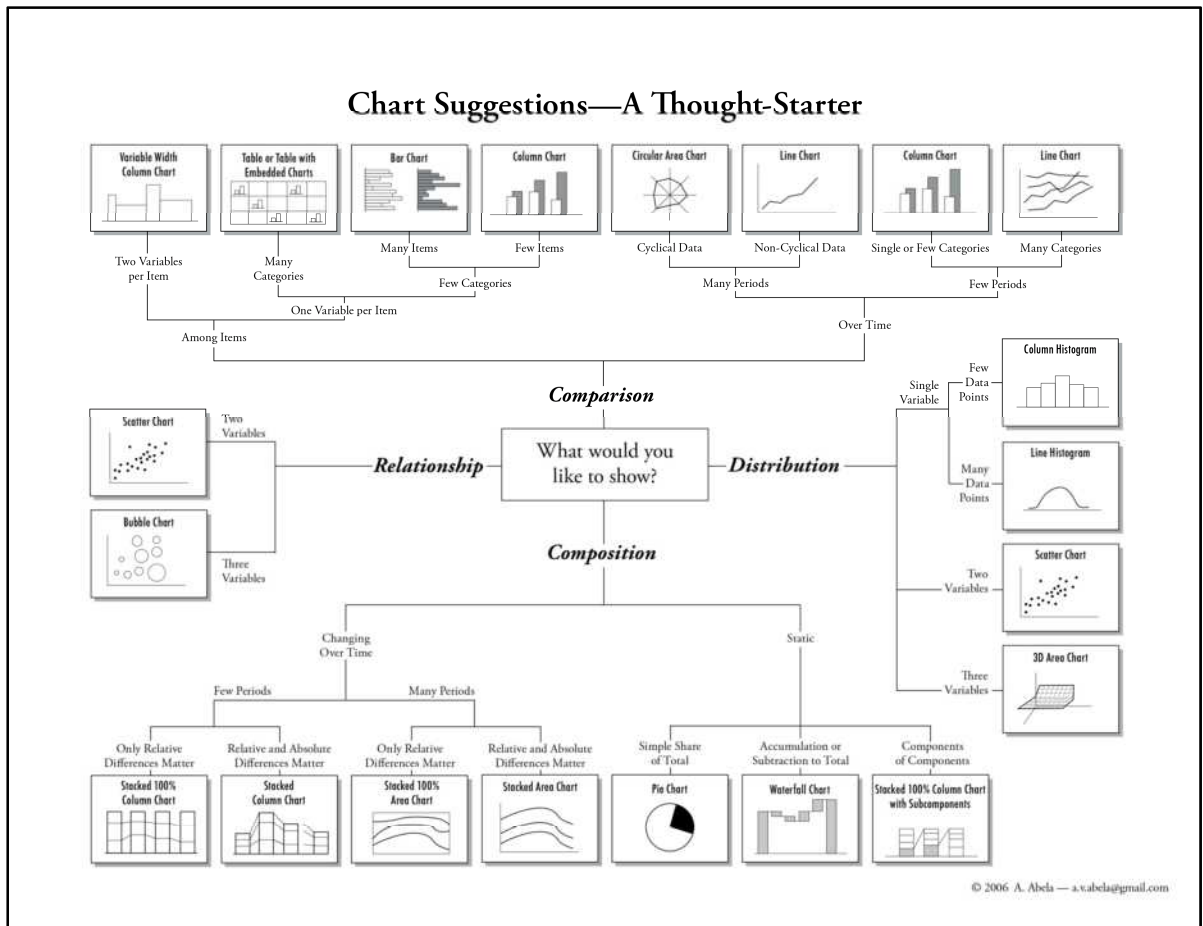 Chart Suggestions—A Thought-Starter
Variable Width
Column Chart
Table or Table with
Embedded Charts
Bar Chart
Column Chart
Circular Area Chart
Line Chart
Column Chart
Line Chart
Two Variables
per Item
Many
Categories
Many Items
Few Items
Cyclical Data
Non-Cyclical Data
Single or Few Categories
Many Categories
Few Categories
Many Periods
Few Periods
One Variable per Item
Among Items
Over Time
Comparison
What would you
like to show?
Relationship
Two
Variables
Scatter Chart
Three
Variables
Bubble Chart
Distribution
Single
Variable
Few
Data
Points
Column Histogram
Many
Data
Points
Line Histogram
Two
Variables
Scatter Chart
Three
Variables
3D Area Chart
Composition
Changing
Over Time
Static
Few Periods
Many Periods
Only Relative
Differences Matter
Relative and Absolute
Differences Matter
Only Relative
Differences Matter
Relative and Absolute
Differences Matter
Simple Share
of Total
Accumulation or
Subtraction to Total
Components
of Components
Stacked 100%
Column Chart
Stacked
Column Chart
Stacked 100%
Area Chart
Stacked Area Chart
Pie Chart
Waterfall Chart
Stacked 100% Column Chart
with Subcomponents
© 2006 A. Abela — a.v.abela@gmail.com